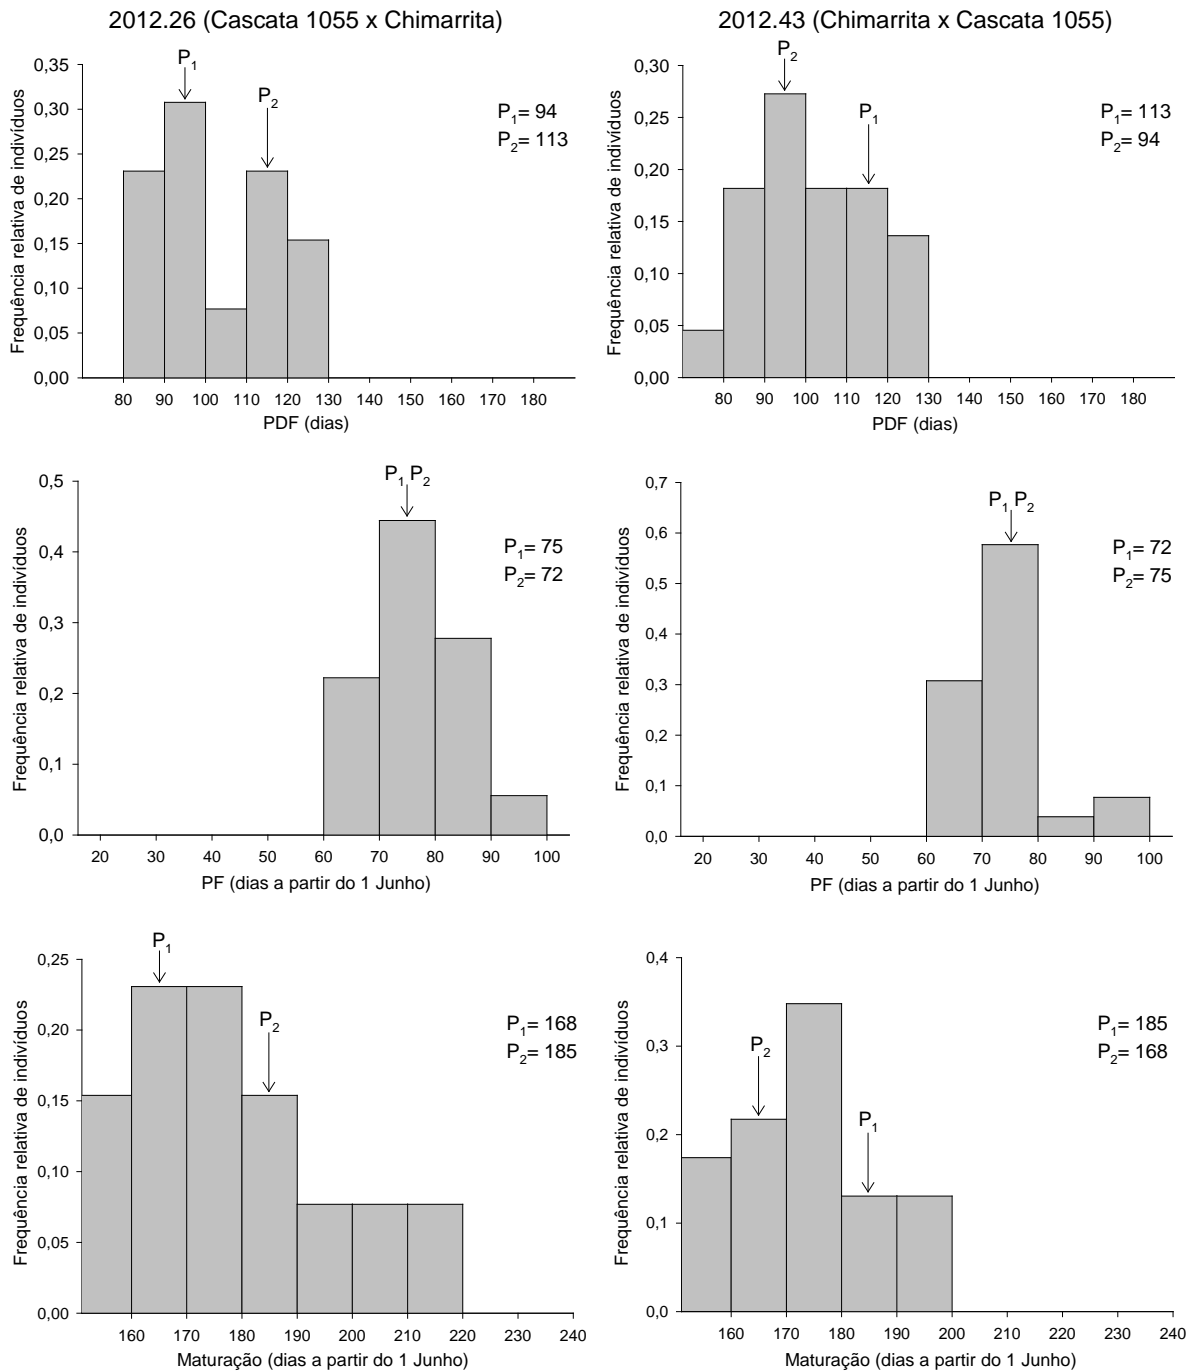 2012.26 (Cascata 1055 x Chimarrita)
2012.43 (Chimarrita x Cascata 1055)
Frequência relativa de indivíduos
0,35
0,30
0,25
0,20
0,15
0,10
0,05
0,00
P1
P2
P1= 94
P2= 113
80 90 100 110 120 130 140 150 160 170 180
PDF (dias)
Frequência relativa de indivíduos
0,30
0,25
0,20
0,15
0,10
0,05
0,00
P2
P1
P1= 113
P2= 94
80 90 100 110 120 130 140 150 160 170 180
PDF (dias)
Frequência relativa de indivíduos
0,5
0,4
0,3
0,2
0,1
0,0
P1 P2
P1= 75
P2= 72
20 30 40 50 60 70 80 90 100
PF (dias a partir do 1 Junho)
Frequência relativa de indivíduos
0,7
0,6
0,5
0,4
0,3
0,2
0,1
0,0
P1 P2
P1= 72
P2= 75
20 30 40 50 60 70 80 90 100
PF (dias a partir do 1 Junho)
Frequência relativa de indivíduos
0,25
0,20
0,15
0,10
0,05
0,00
P1
P2
P1= 168
P2= 185
160 170 180 190 200 210 220 230 240
Maturação (dias a partir do 1 Junho)
Frequência relativa de indivíduos
0,4
0,3
0,2
0,1
0,0
P2
P1
P1= 185
P2= 168
160 170 180 190 200 210 220 230 240
Maturação (dias a partir do 1 Junho)